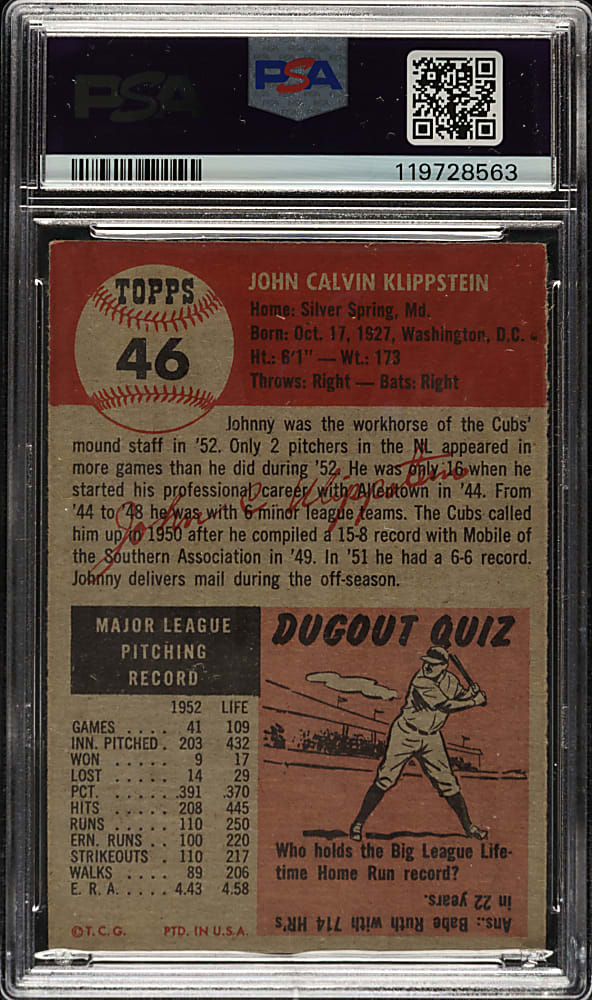 PSA
PSA
119728563
TOPPS
46
JOHN CALVIN KLIPPSTEIN
Home: Silver Spring, Md.
Born: Oct. 17, 1927, Washington, D.C.
Ht.: 6'1" — Wt.: 173
Throws: Right — Bats: Right
Johnny was the workhorse of the Cubs'
mound staff in '52. Only 2 pitchers in the NL appeared in
more games than he did during '52. He was only 16 when he
started his professional career with Allentown in '44. From
'44 to '48 he was with 6 minor league teams. The Cubs called
him up in 1950 after he compiled a 15-8 record with Mobile of
the Southern Association in '49. In '51 he had a 6-6 record.
Johnny delivers mail during the off-season.
John C Klippstein
MAJOR LEAGUE
PITCHING
RECORD
1952 LIFE
GAMES .... 41 109
INN. PITCHED. 203 432
WON ..... 9 17
LOST ..... 14 29
PCT. ..... .391 .370
HITS ..... 208 445
RUNS ..... 110 250
ERN. RUNS .. 100 220
STRIKEOUTS . 110 217
WALKS .... 89 206
E. R. A. .... 4.43 4.58
©T. C. G. PTD. IN U.S.A.
DUGOUT QUIZ
Who holds the Big League Life-
time Home Run record?
Ans.: Babe Ruth with 714 HR's
in 22 years.